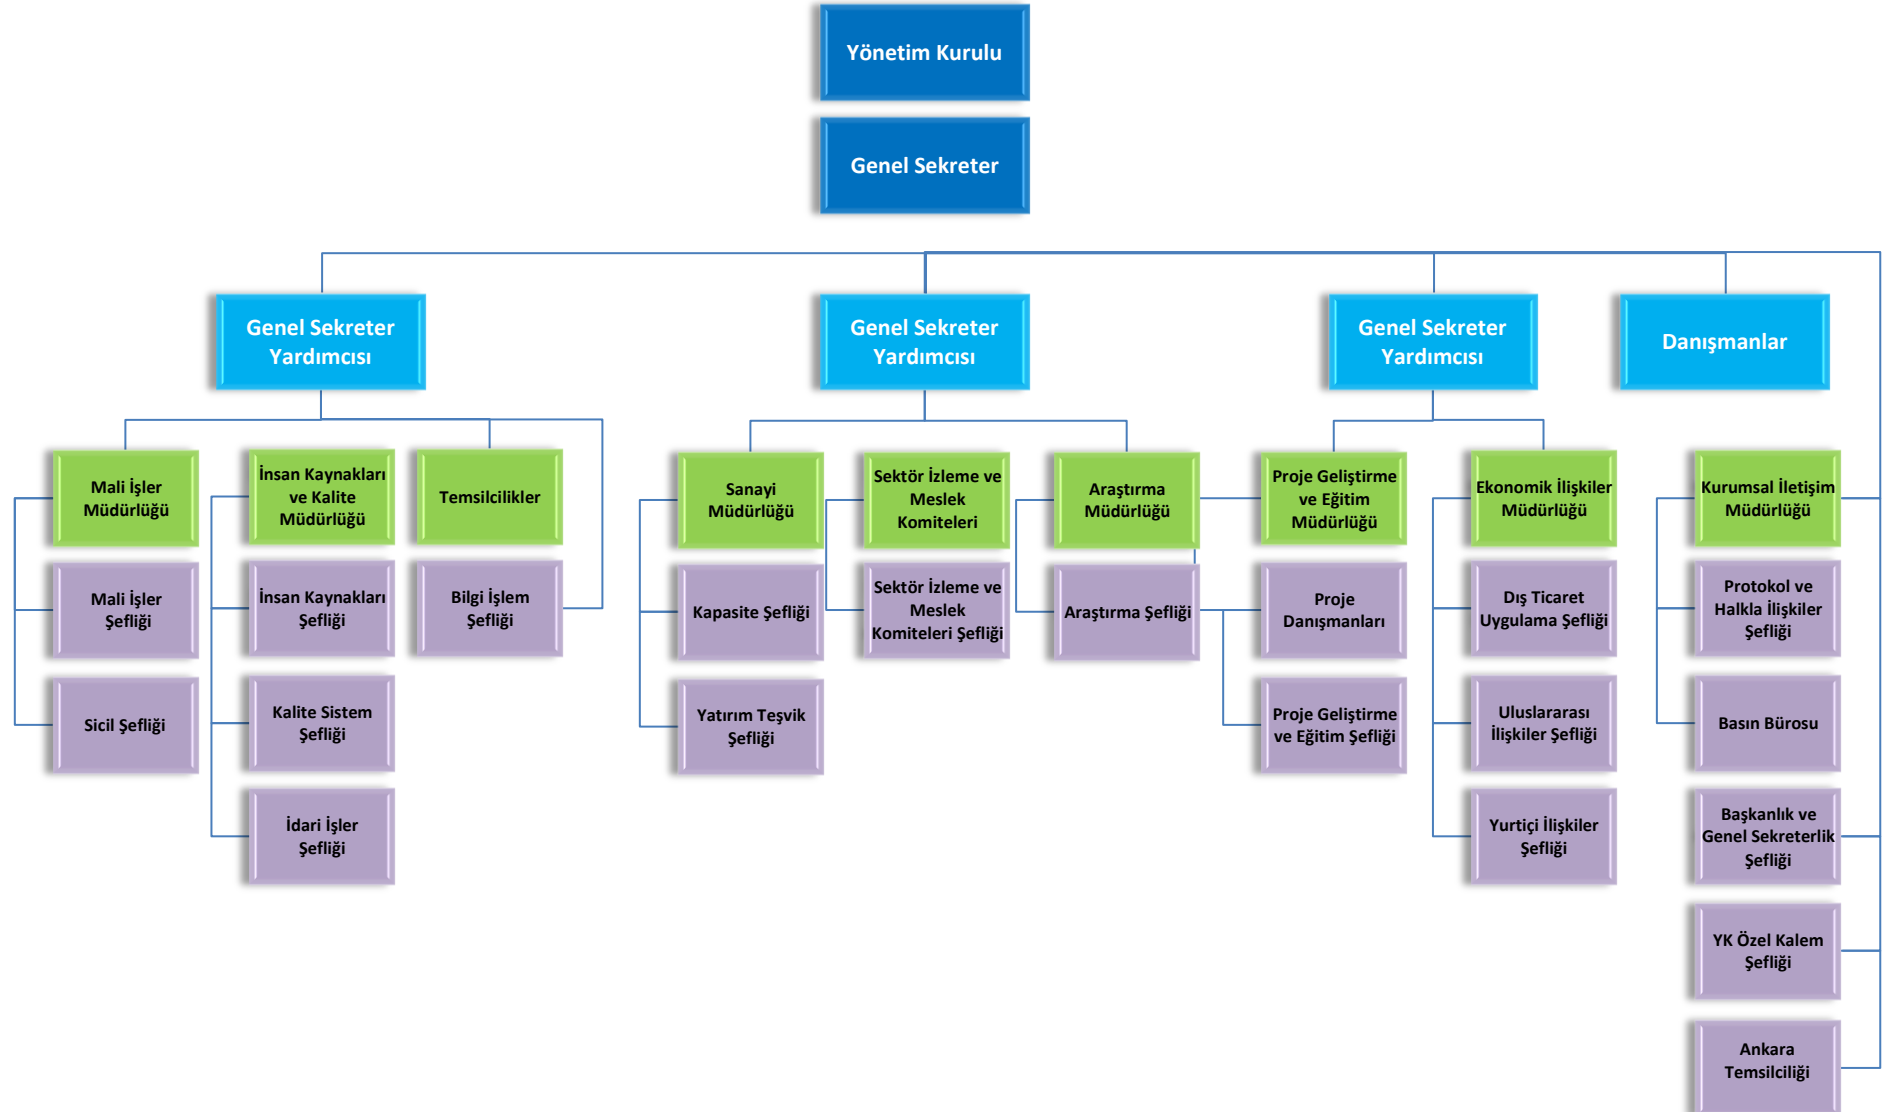 Yönetim Kurulu
Genel Sekreter
Genel Sekreter
Yardımcısı
Genel Sekreter
Yardımcısı
Genel Sekreter
Yardımcısı
Danışmanlar
Mali İşler
Müdürlüğü
İnsan Kaynakları
ve Kalite
Müdürlüğü
Temsilcilikler
Sanayi
Müdürlüğü
Sektör İzleme ve
Meslek
Komiteleri
Araştırma
Müdürlüğü
Proje Geliştirme
ve Eğitim
Müdürlüğü
Ekonomik İlişkiler
Müdürlüğü
Kurumsal İletişim
Müdürlüğü
Mali İşler
Şefliği
İnsan Kaynakları
Şefliği
Bilgi İşlem
Şefliği
Kapasite Şefliği
Sektör İzleme ve
Meslek
Komiteleri Şefliği
Araştırma Şefliği
Proje
Danışmanları
Dış Ticaret
Uygulama Şefliği
Protokol ve
Halkla İlişkiler
Şefliği
Sicil Şefliği
Kalite Sistem
Şefliği
Yatırım Teşvik
Şefliği
Proje Geliştirme
ve Eğitim Şefliği
Uluslararası
İlişkiler Şefliği
Basın Bürosu
İdari İşler
Şefliği
Yurtiçi İlişkiler
Şefliği
Başkanlık ve
Genel Sekreterlik
Şefliği
YK Özel Kalem
Şefliği
Ankara
Temsilciliği